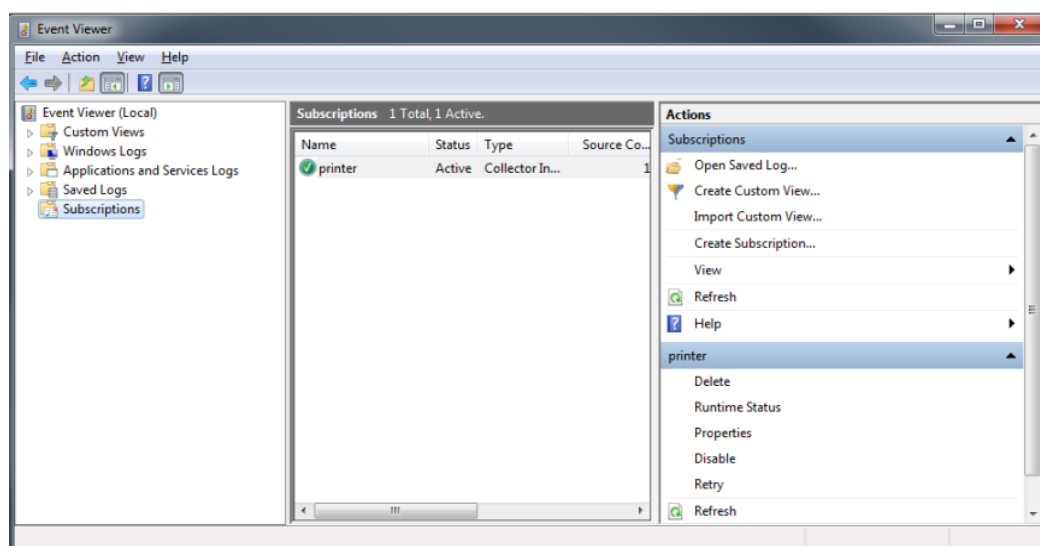 Event Viewer
File Action View Help
Event Viewer (Local)
Custom Views
Windows Logs
Applications and Services Logs
Saved Logs
Subscriptions
Subscriptions 1 Total, 1 Active.
Name Status Type Source Co...
printer Active Collector In... 1
Actions
Subscriptions
Open Saved Log...
Create Custom View...
Import Custom View...
Create Subscription...
View
Refresh
Help
printer
Delete
Runtime Status
Properties
Disable
Retry
Refresh